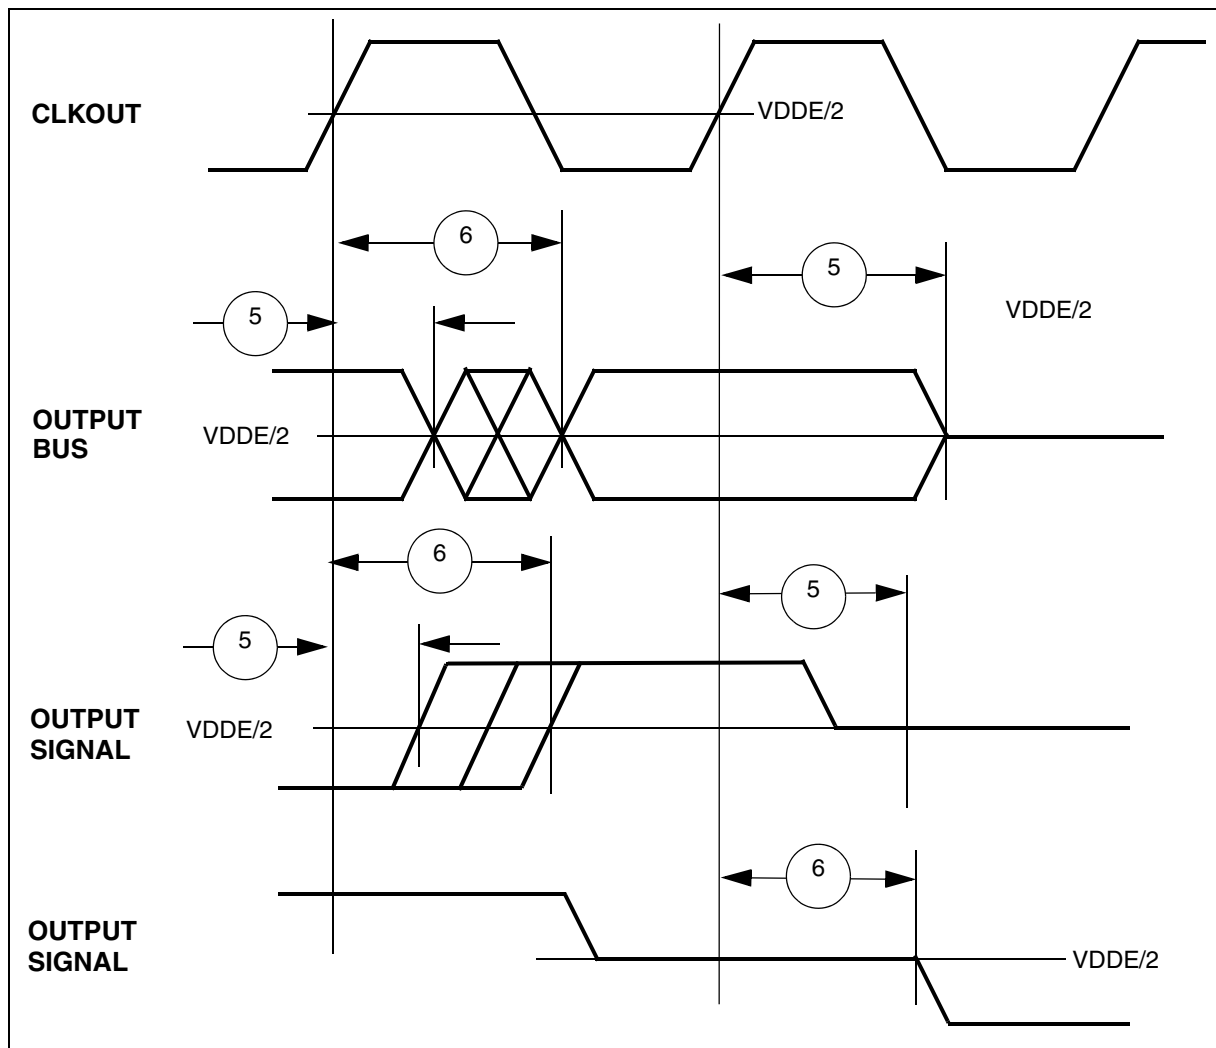 CLKOUT
VDDE/2
6
5
5
VDDE/2
OUTPUT
BUS
VDDE/2
6
5
5
OUTPUT
SIGNAL
VDDE/2
6
OUTPUT
SIGNAL
VDDE/2